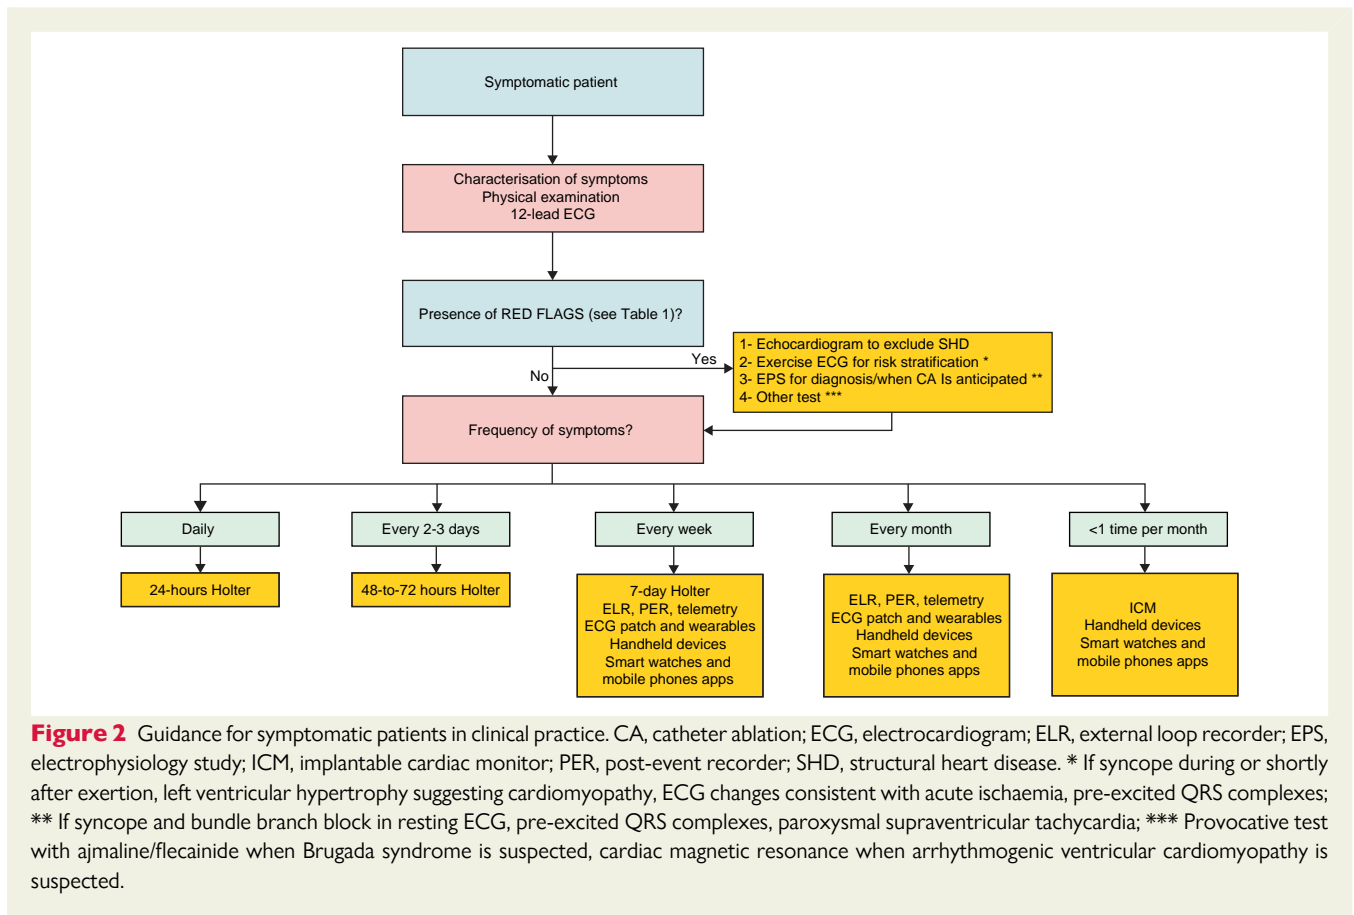 Symptomatic patient
Characterisation of symptoms
Physical examination
12-lead ECG
Presence of RED FLAGS (see Table 1)?
Yes
No
1- Echocardiogram to exclude SHD
2- Exercise ECG for risk stratification *
3- EPS for diagnosis/when CA Is anticipated **
4- Other test ***
Frequency of symptoms?
Daily
24-hours Holter
Every 2-3 days
48-to-72 hours Holter
Every week
7-day Holter
ELR, PER, telemetry
ECG patch and wearables
Handheld devices
Smart watches and
mobile phones apps
Every month
ELR, PER, telemetry
ECG patch and wearables
Handheld devices
Smart watches and
mobile phones apps
<1 time per month
ICM
Handheld devices
Smart watches and
mobile phones apps
Figure 2 Guidance for symptomatic patients in clinical practice. CA, catheter ablation; ECG, electrocardiogram; ELR, external loop recorder; EPS,
electrophysiology study; ICM, implantable cardiac monitor; PER, post-event recorder; SHD, structural heart disease. * If syncope during or shortly
after exertion, left ventricular hypertrophy suggesting cardiomyopathy, ECG changes consistent with acute ischaemia, pre-excited QRS complexes;
** If syncope and bundle branch block in resting ECG, pre-excited QRS complexes, paroxysmal supraventricular tachycardia; *** Provocative test
with ajmaline/flecainide when Brugada syndrome is suspected, cardiac magnetic resonance when arrhythmogenic ventricular cardiomyopathy is
suspected.